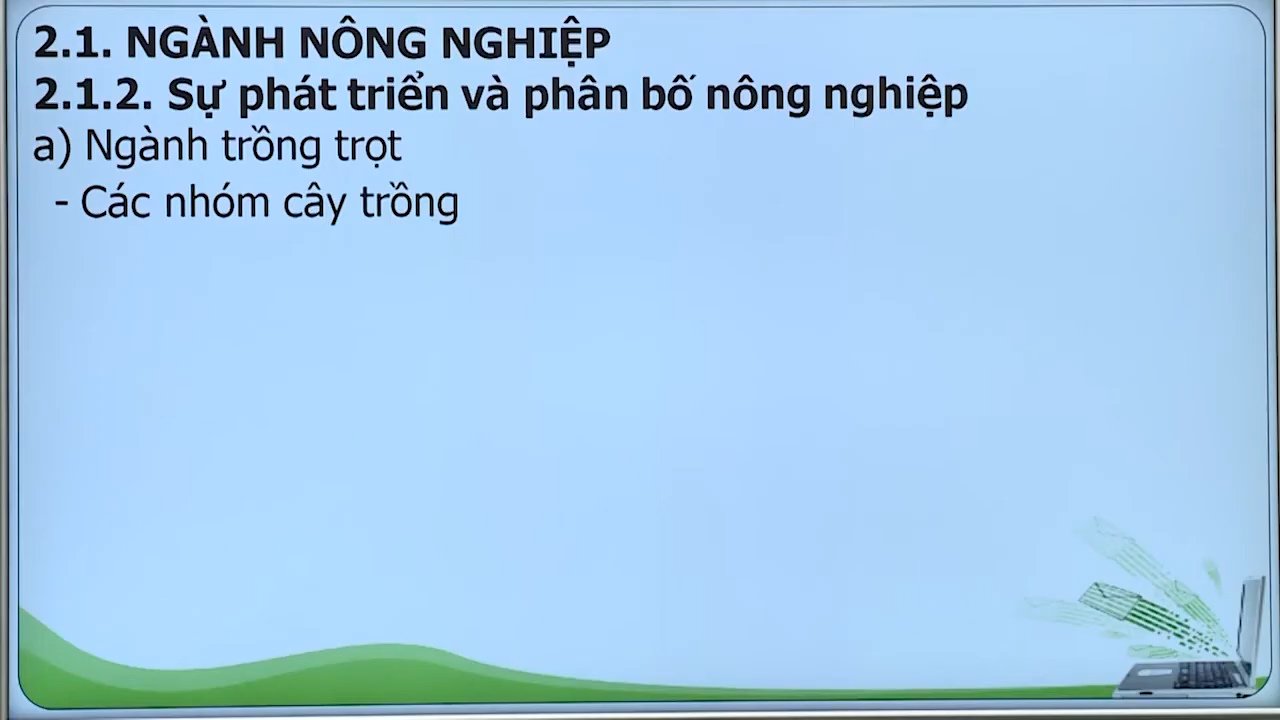 2.1. NGÀNH NÔNG NGHIỆP
2.1.2. Sự phát triển và phân bố nông nghiệp
a) Ngành trồng trọt
- Các nhóm cây trồng